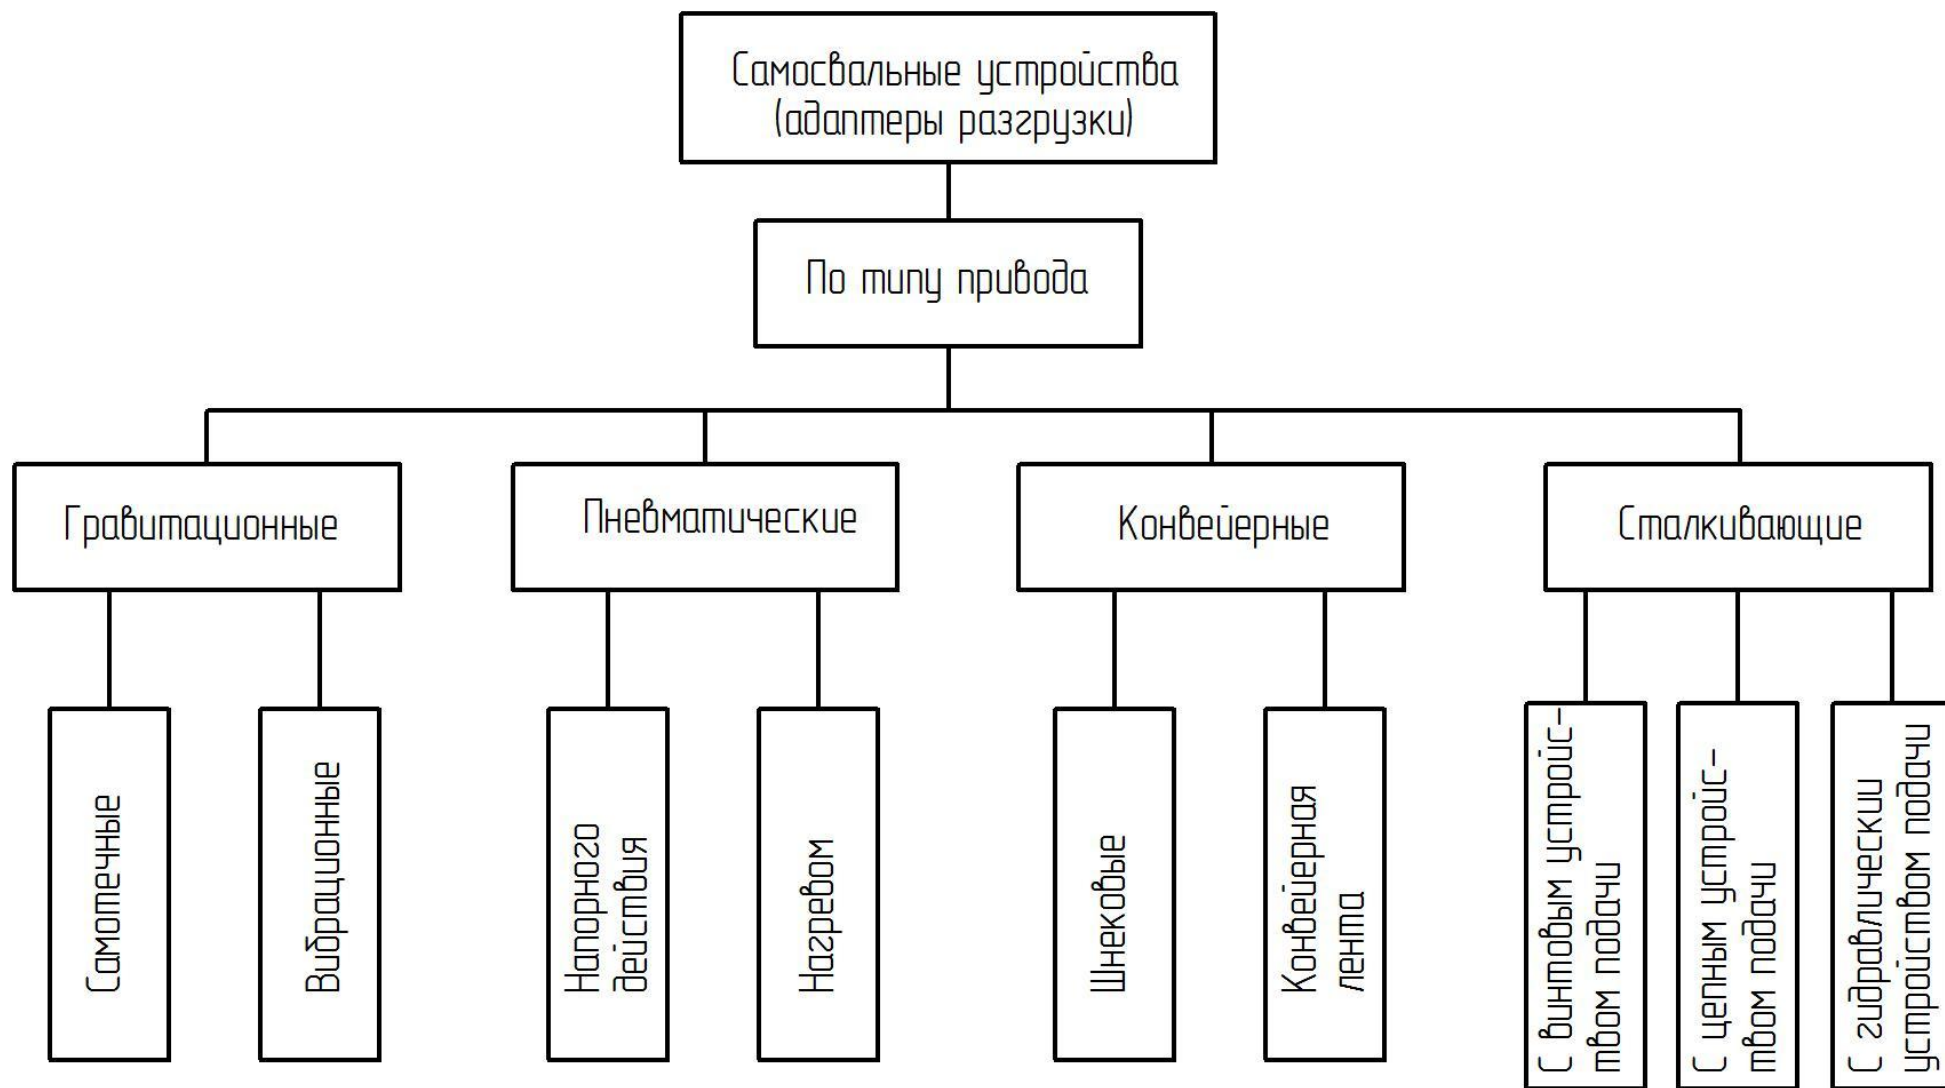 Самосвальные устройства
(адаптеры разгрузки)
По типу привода
Гравитационные
Пневматические
Конвейерные
Сталкивающие
Самотечные
Вибрационные
Напорного
действия
Нагревом
Шнековые
Конвейерная
лента
С винтовым устройс-
твом подачи
С цепным устройс-
твом подачи
С гидравлически
устройством подачи